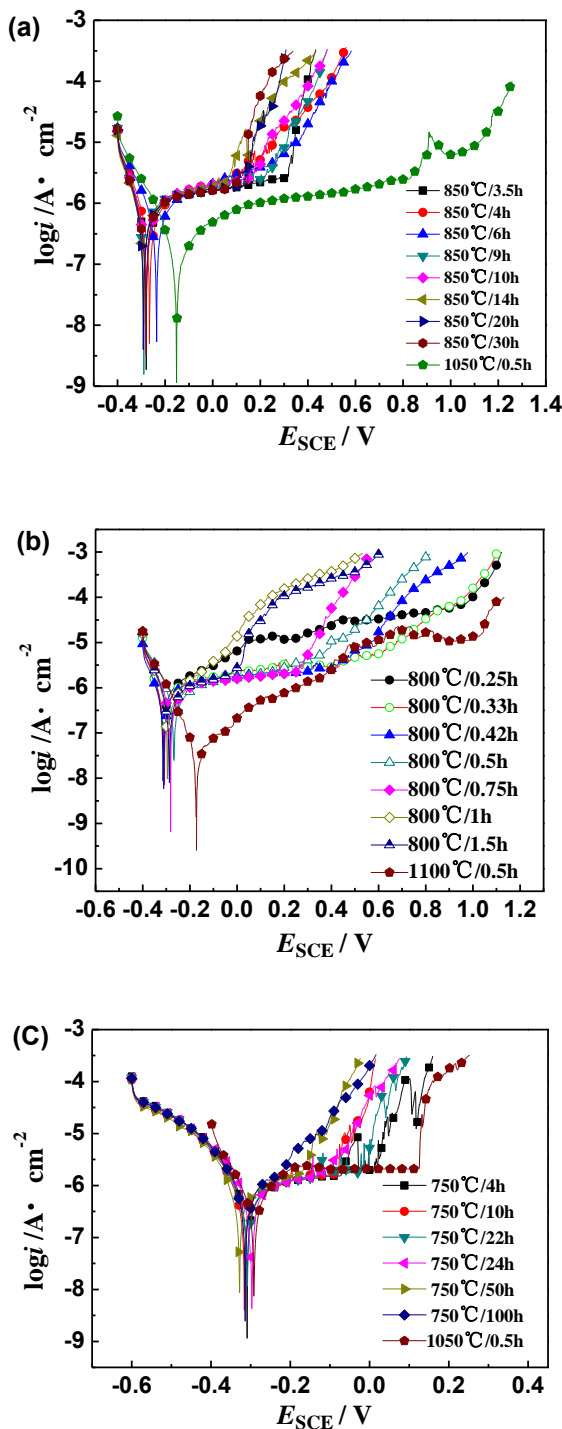 (a)
-3
-4
-5
-6
-7
-8
-9
logi /A• cm-2
850℃/3.5h
850℃/4h
850℃/6h
850℃/9h
850℃/10h
850℃/14h
850℃/20h
850℃/30h
1050℃/0.5h
-0.4 -0.2 0.0 0.2 0.4 0.6 0.8 1.0 1.2 1.4
ESCE / V
(b)
-3
-4
-5
-6
-7
-8
-9
-10
logi /A• cm-2
800℃/0.25h
800℃/0.33h
800℃/0.42h
800℃/0.5h
800℃/0.75h
800℃/1h
800℃/1.5h
1100℃/0.5h
-0.6 -0.4 -0.2 0.0 0.2 0.4 0.6 0.8 1.0 1.2
ESCE / V
(C)
-3
-4
-5
-6
-7
-8
-9
logi /A• cm-2
750℃/4h
750℃/10h
750℃/22h
750℃/24h
750℃/50h
750℃/100h
1050℃/0.5h
-0.6 -0.4 -0.2 0.0 0.2 0.4
ESCE / V